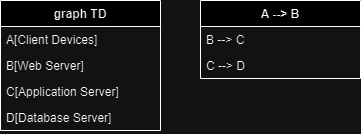 graph TD
A[Client Devices]
B[Web Server]
C[Application Server]
D[Database Server]
A --> B
B --> C
C --> D